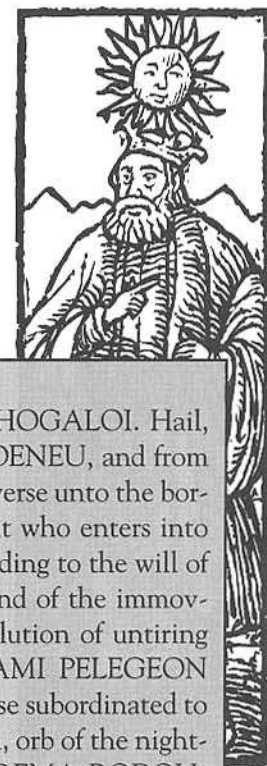 HOGALOI. Hail,
DENEU, and from
verse unto the bor-
t who enters into
ding to the will of
nd of the immov-
lution of untiring
AMI PELEGEON
se subordinated to
, orb of the night-